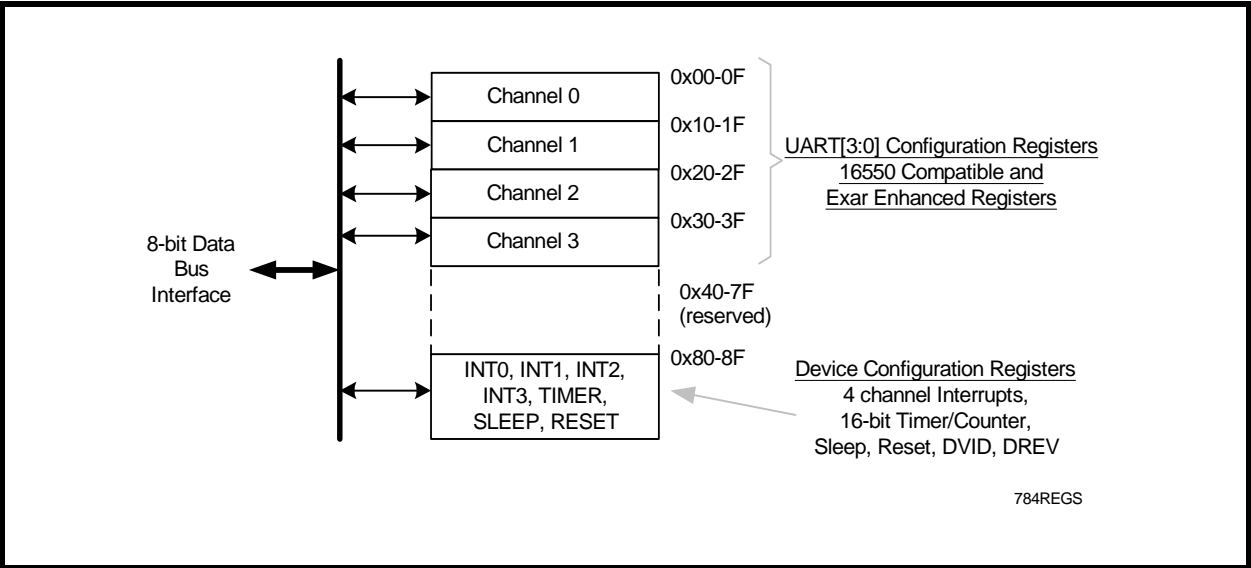 Channel 0
0x00-0F
Channel 1
0x10-1F
Channel 2
0x20-2F
Channel 3
0x30-3F
UART[3:0] Configuration Registers
16550 Compatible and
Exar Enhanced Registers
8-bit Data
Bus
Interface
0x40-7F
(reserved)
0x80-8F
INT0, INT1, INT2,
INT3, TIMER,
SLEEP, RESET
Device Configuration Registers
4 channel Interrupts,
16-bit Timer/Counter,
Sleep, Reset, DVID, DREV
784REGS